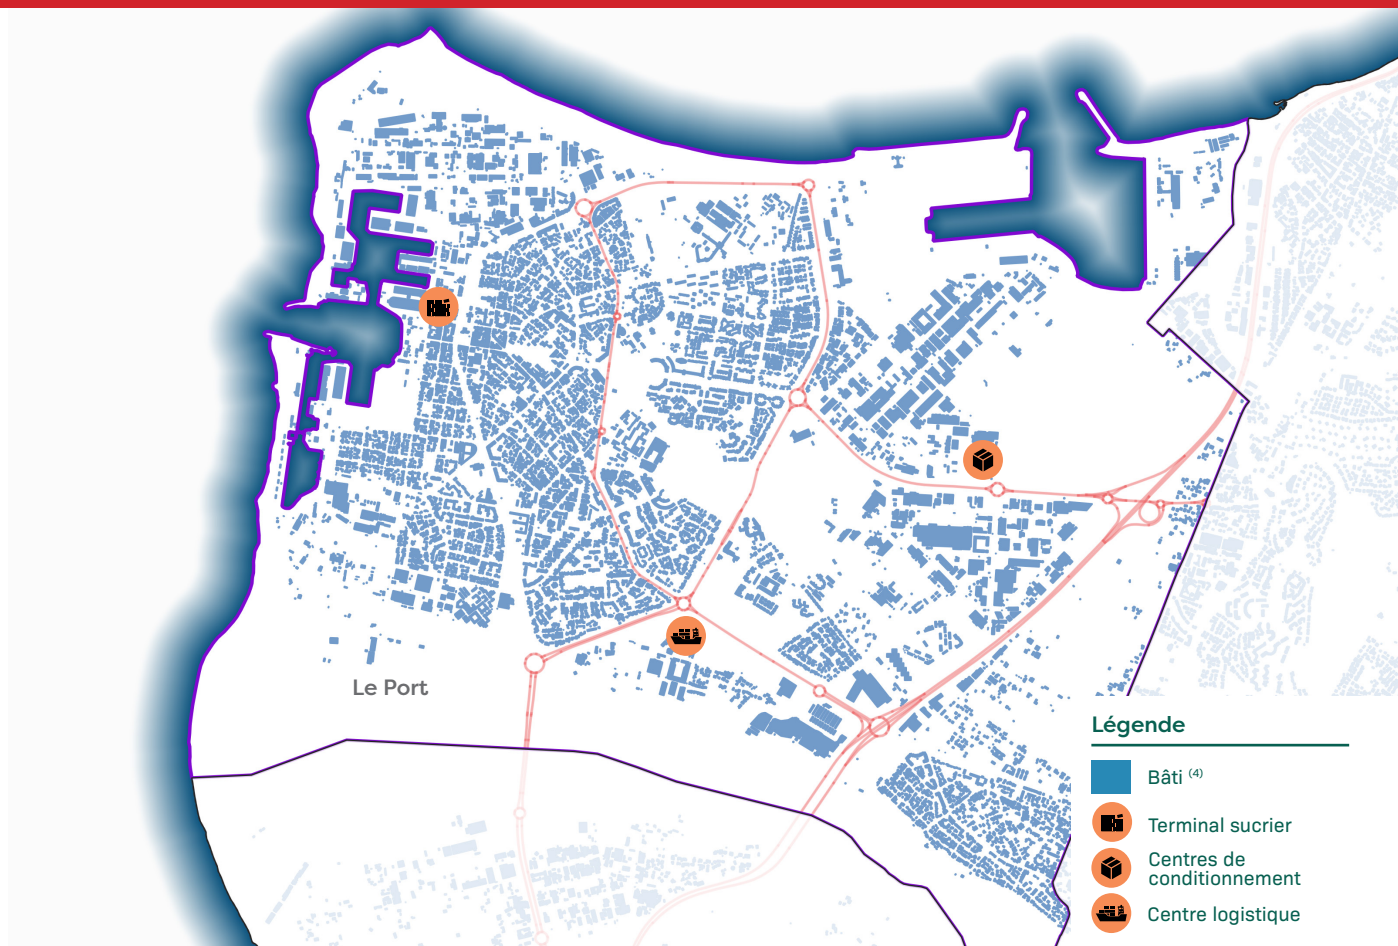 Le Port
Légende
Bâti (4)
Terminal sucrier
Centres de
conditionnement
Centre logistique